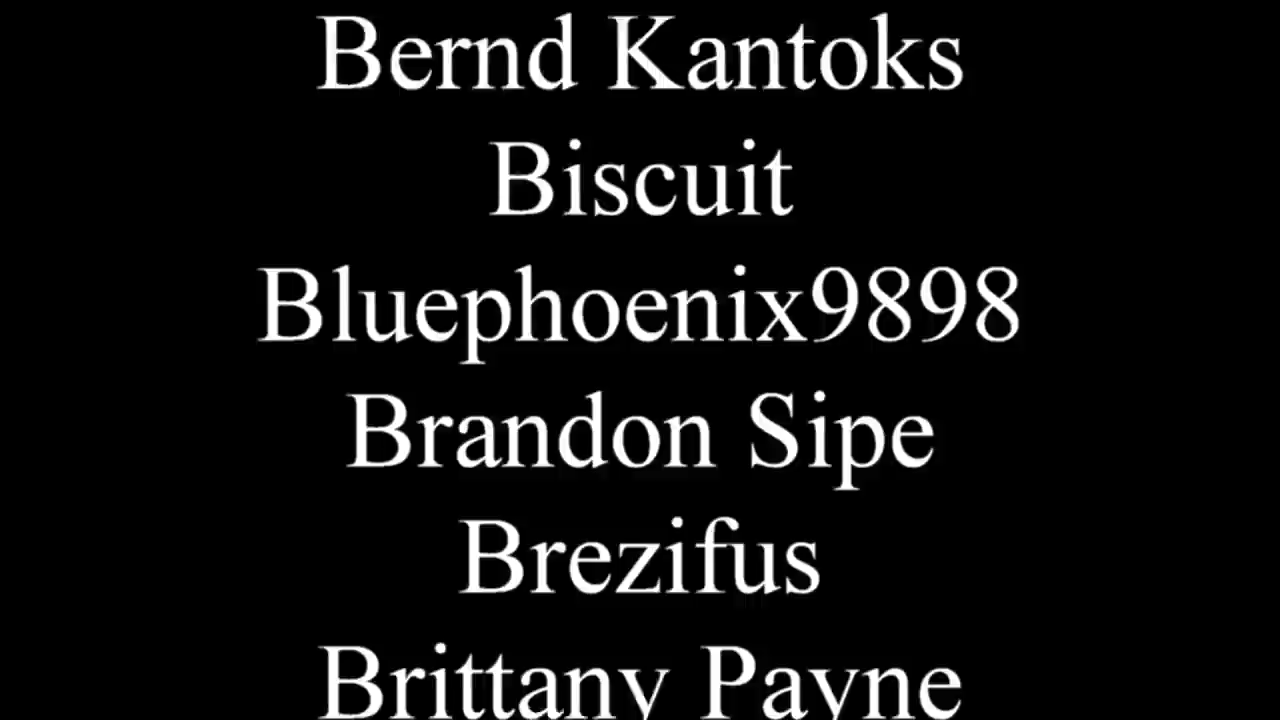 Bernd Kantoks
Biscuit
Bluephoenix9898
Brandon Sipe
Brezifus
Brittany Payne